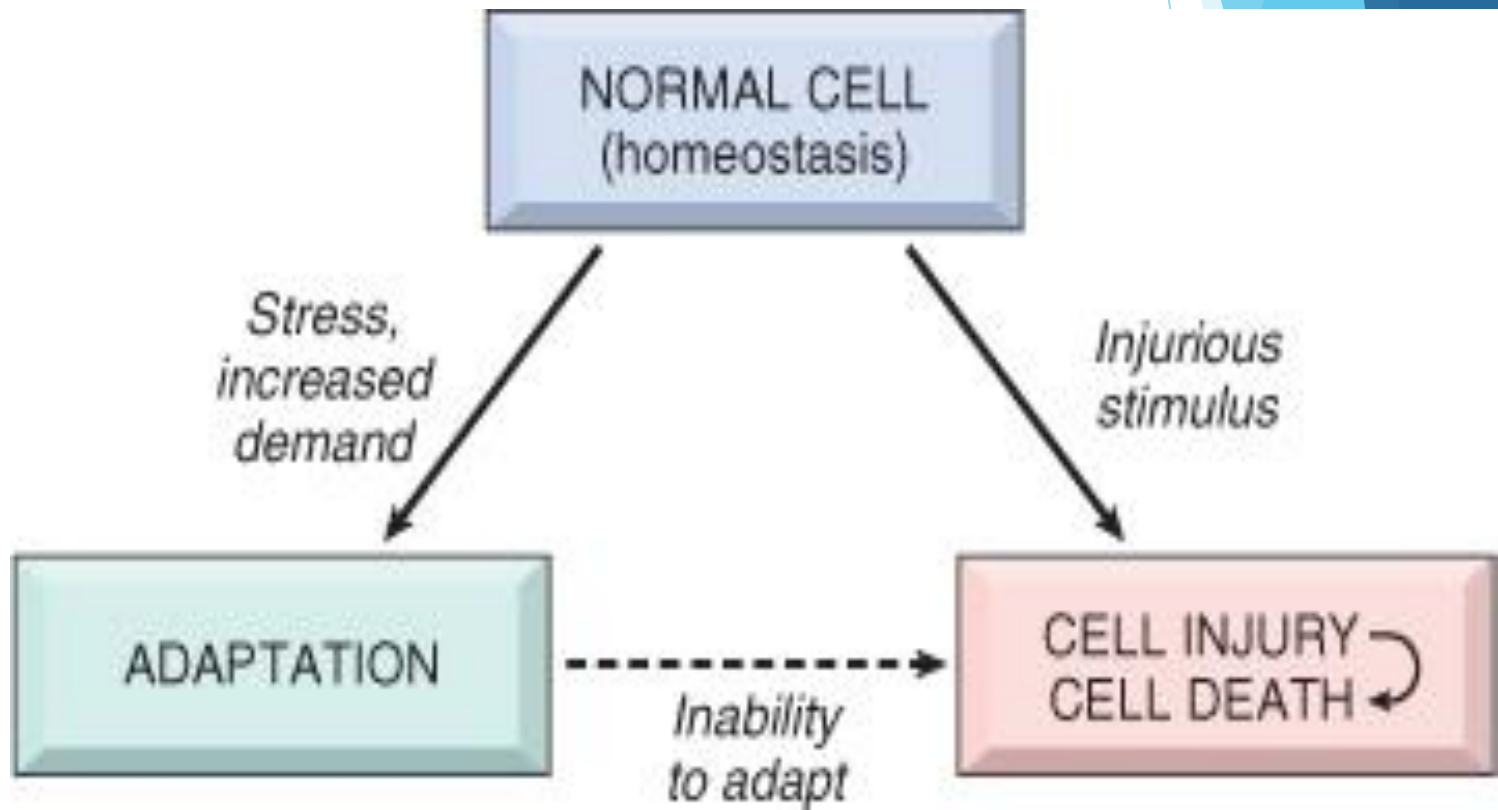 NORMAL CELL
(homeostasis)
Stress,
increased
demand
Injurious
stimulus
ADAPTATION
Inability
to adapt
CELL INJURY
CELL DEATH